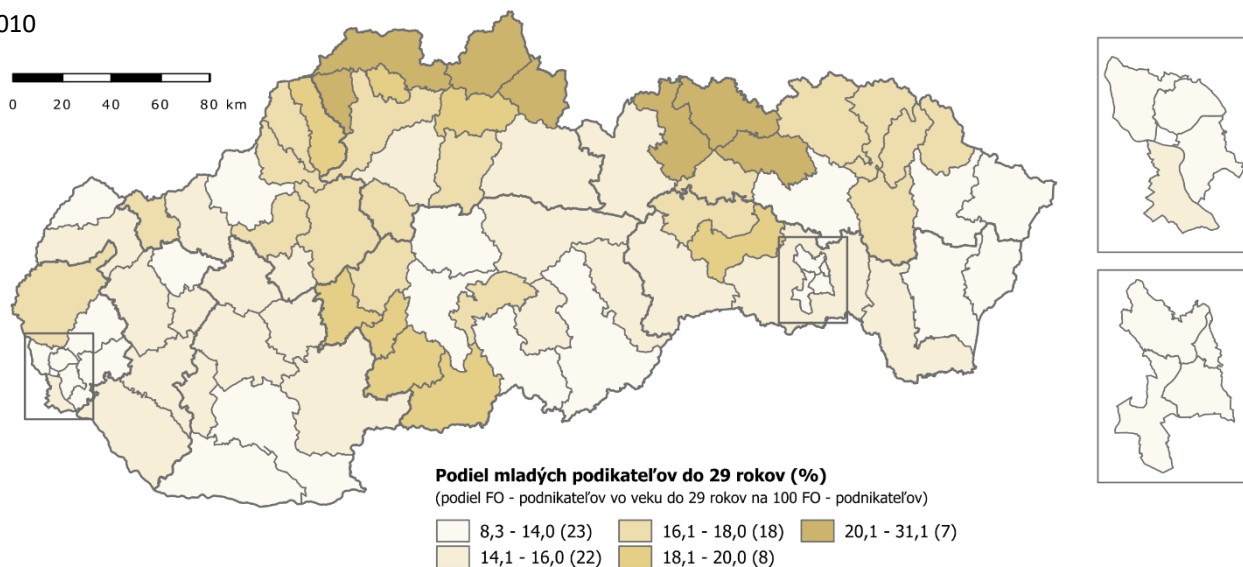 010
0 20 40 60 80 km
Podiel mladých podikateľov do 29 rokov (%)
(podiel FO - podnikateľov vo veku do 29 rokov na 100 FO - podnikateľov)
8,3 - 14,0 (23) 16,1 - 18,0 (18) 20,1 - 31,1 (7)
14,1 - 16,0 (22) 18,1 - 20,0 (8)